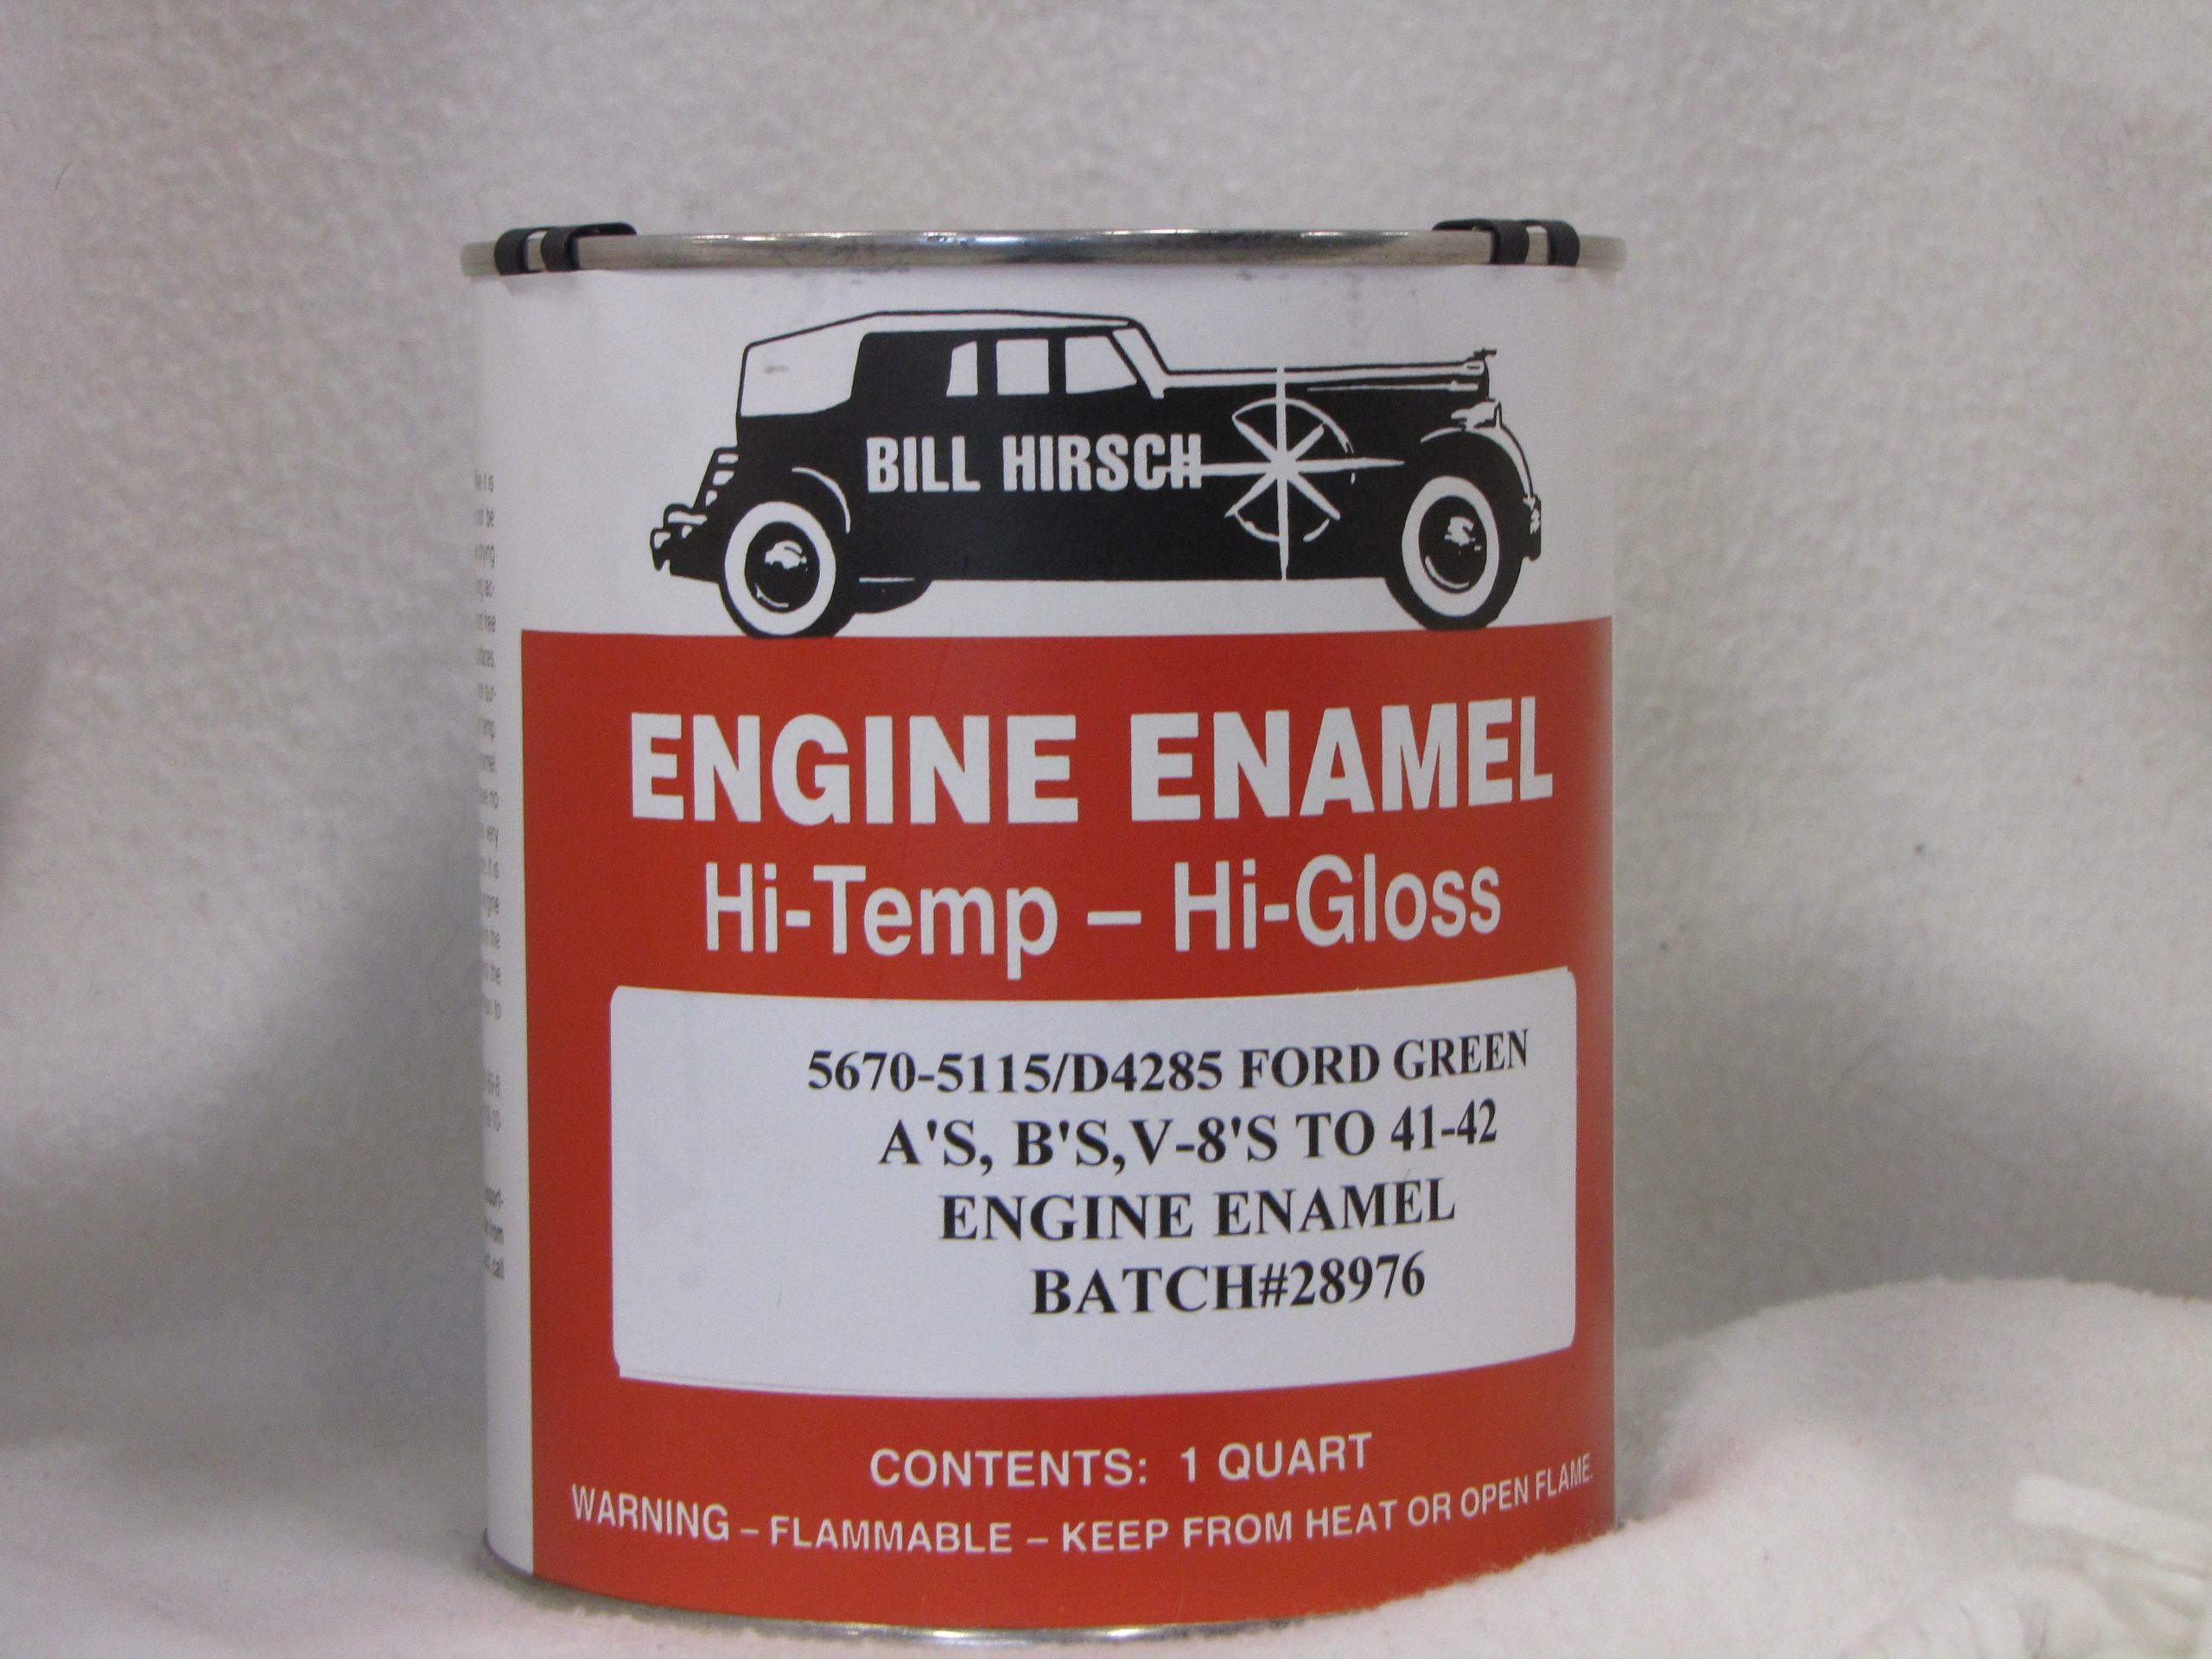 BILL HIRSCH
ENGINE ENAMEL
Hi-Temp – Hi-Gloss
5670-5115/D4285 FORD GREEN
A'S, B'S,V-8'S TO 41-42
ENGINE ENAMEL
BATCH#28976
CONTENTS: 1 QUART
WARNING – FLAMMABLE – KEEP FROM HEAT OR OPEN FLAME.